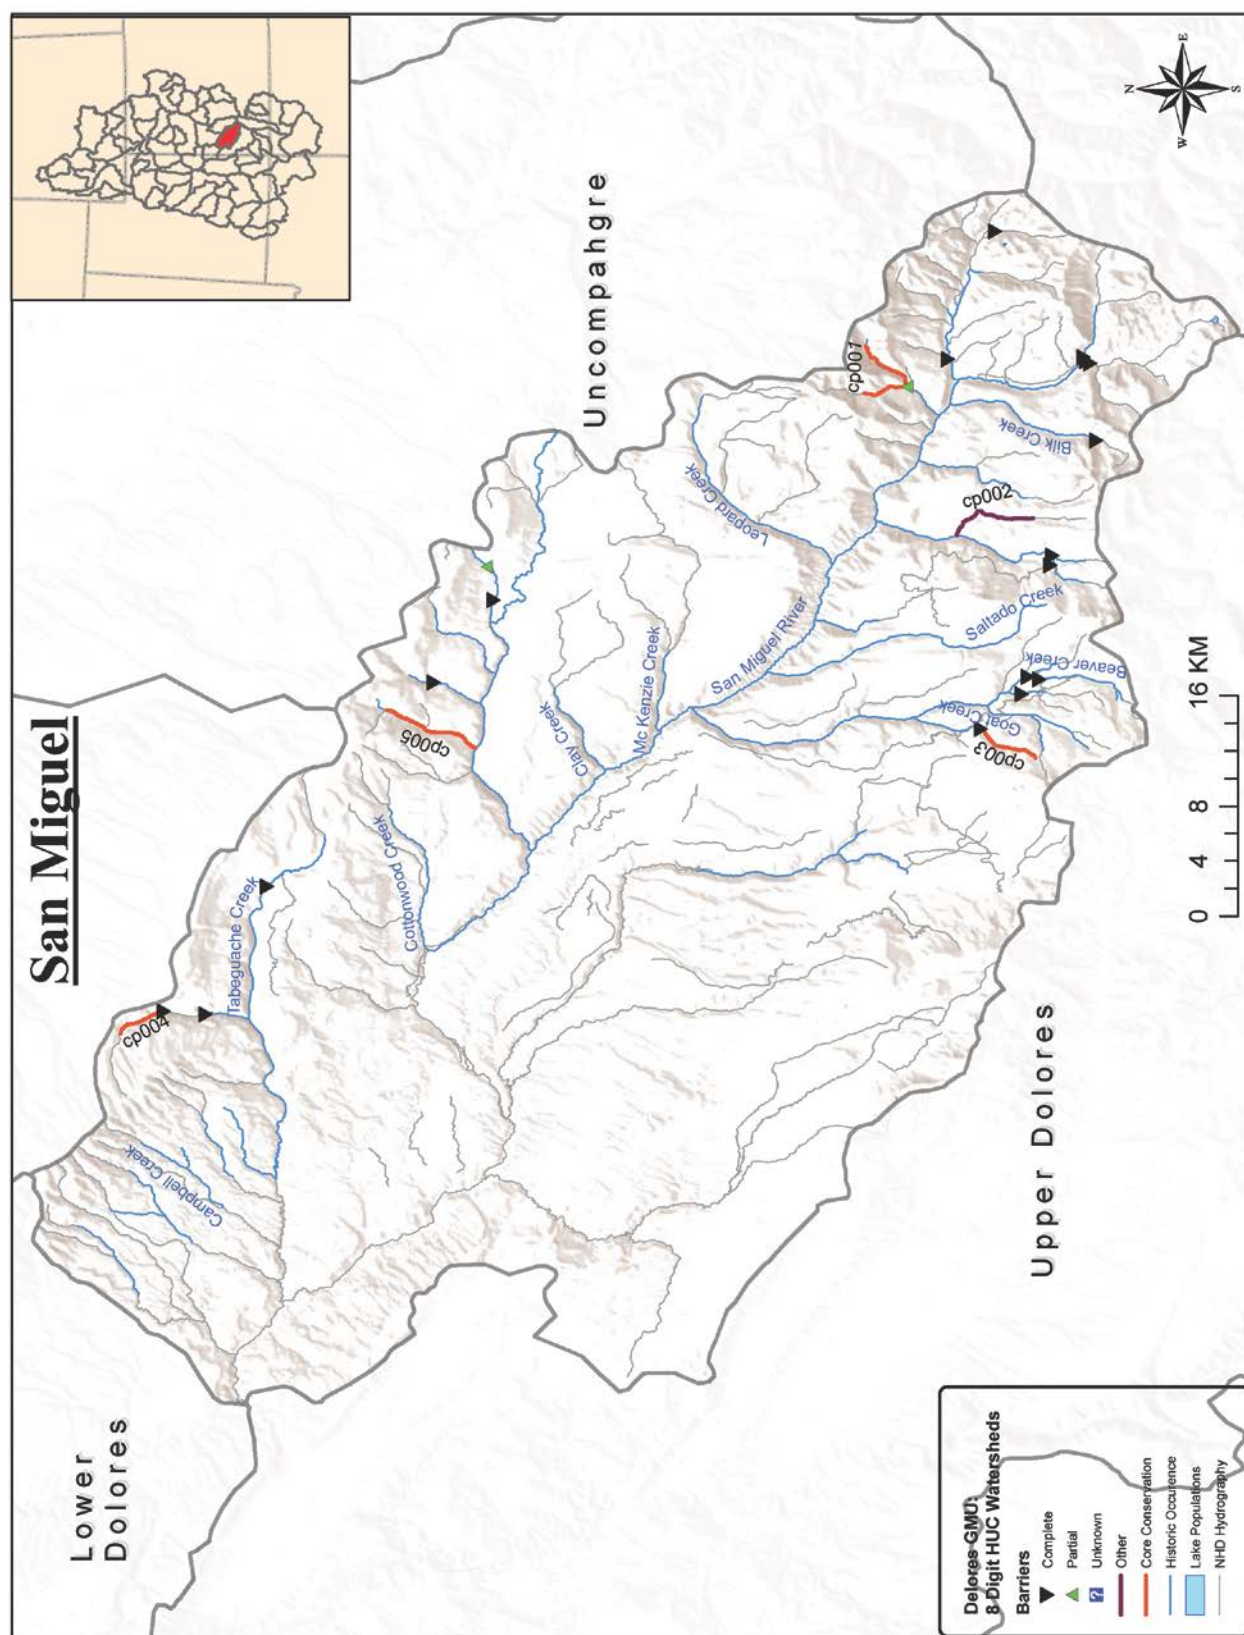 San Miguel
Lower
Dolores
Uncompahgre
Upper Dolores
cp001
cp002
cp003
cp004
cp005
Campbell Creek
Tabeguache Creek
Cottonwood Creek
Clay Creek
Mc Kenzie Creek
San Miguel River
Leopard Creek
Bilk Creek
Saltado Creek
Beaver Creek
Goat Creek
N
E
S
W
0 4 8 16 KM
Delores GMU:
8-Digit HUC Watersheds
Barriers
Complete
Partial
? Unknown
Other
Core Conservation
Historic Occurence
Lake Populations
NHD Hydrography